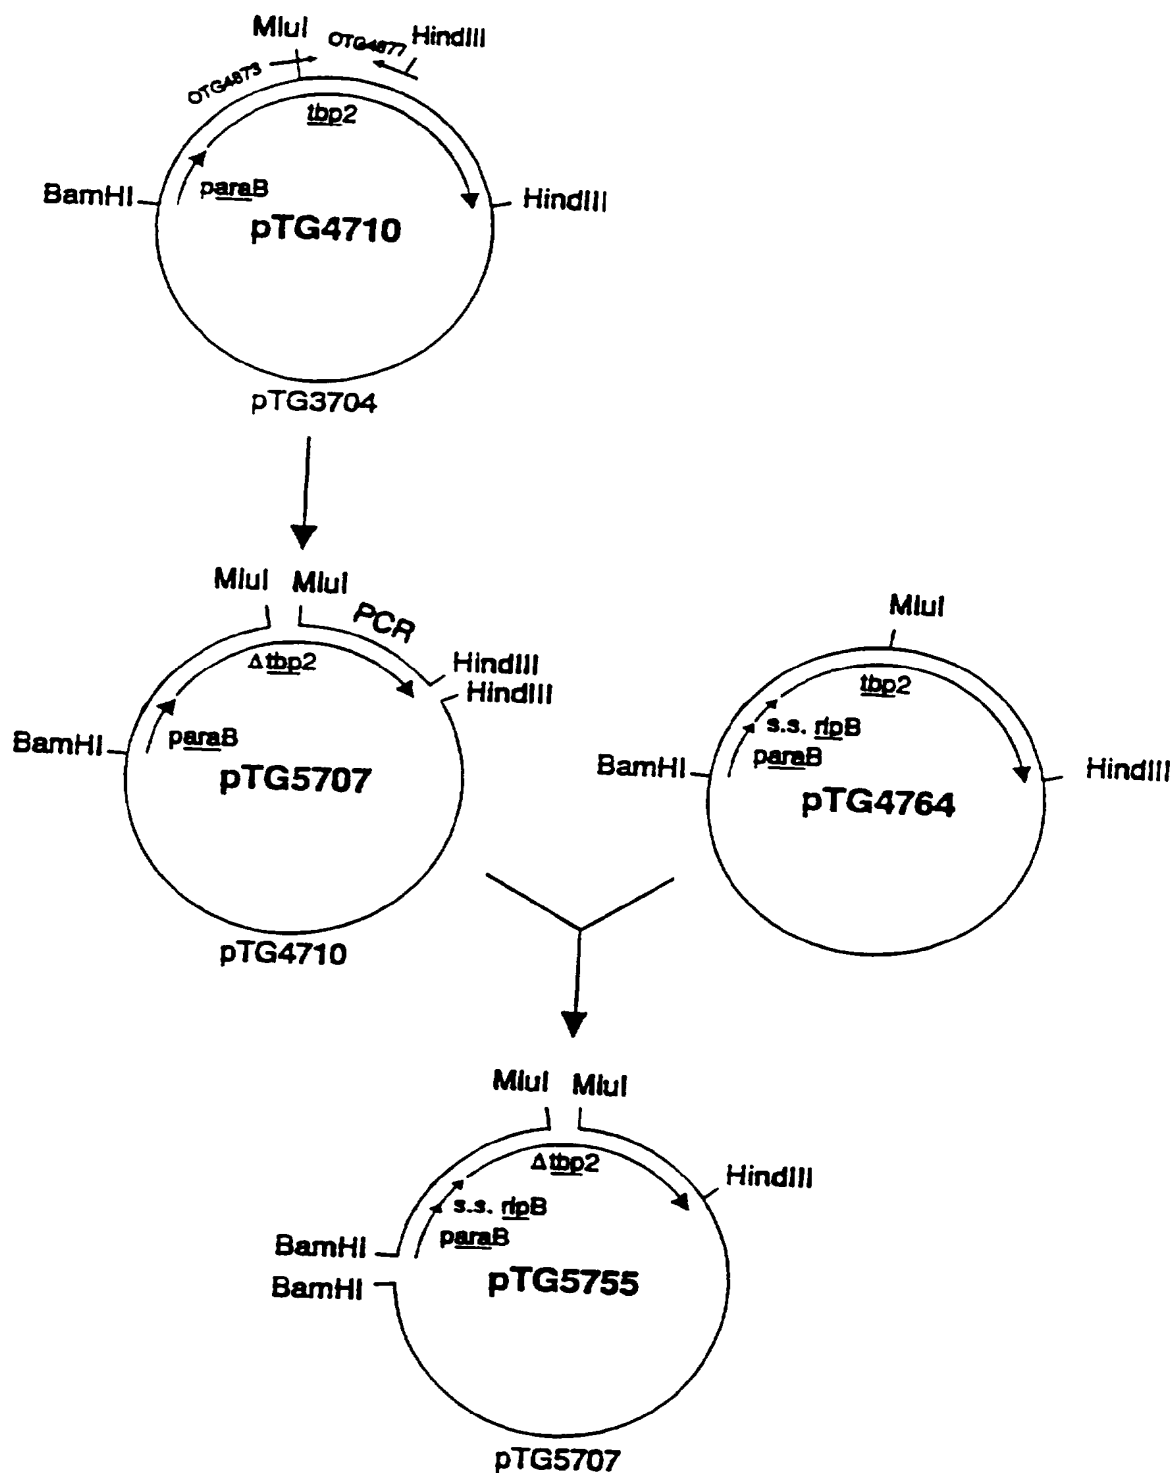 MluI
OTG4877
HindIII
OTG4873
tbp2
BamHI
paraB
HindIII
pTG4710
pTG3704
MluI MluI
PCR
HindIII
HindIII
Δtbp2
BamHI
paraB
pTG5707
pTG4710
MluI
tbp2
s.s. rlpB
paraB
BamHI
HindIII
pTG4764
MluI MluI
Δtbp2
HindIII
s.s. rlpB
paraB
BamHI
BamHI
pTG5755
pTG5707